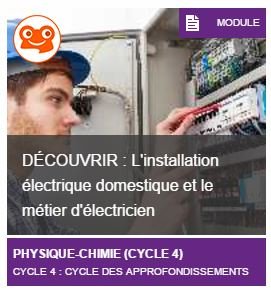 MODULE
DÉCOUVRIR : L'installation
électrique domestique et le
métier d'électricien
PHYSIQUE-CHIMIE (CYCLE 4)
CYCLE 4 : CYCLE DES APPROFONDISSEMENTS